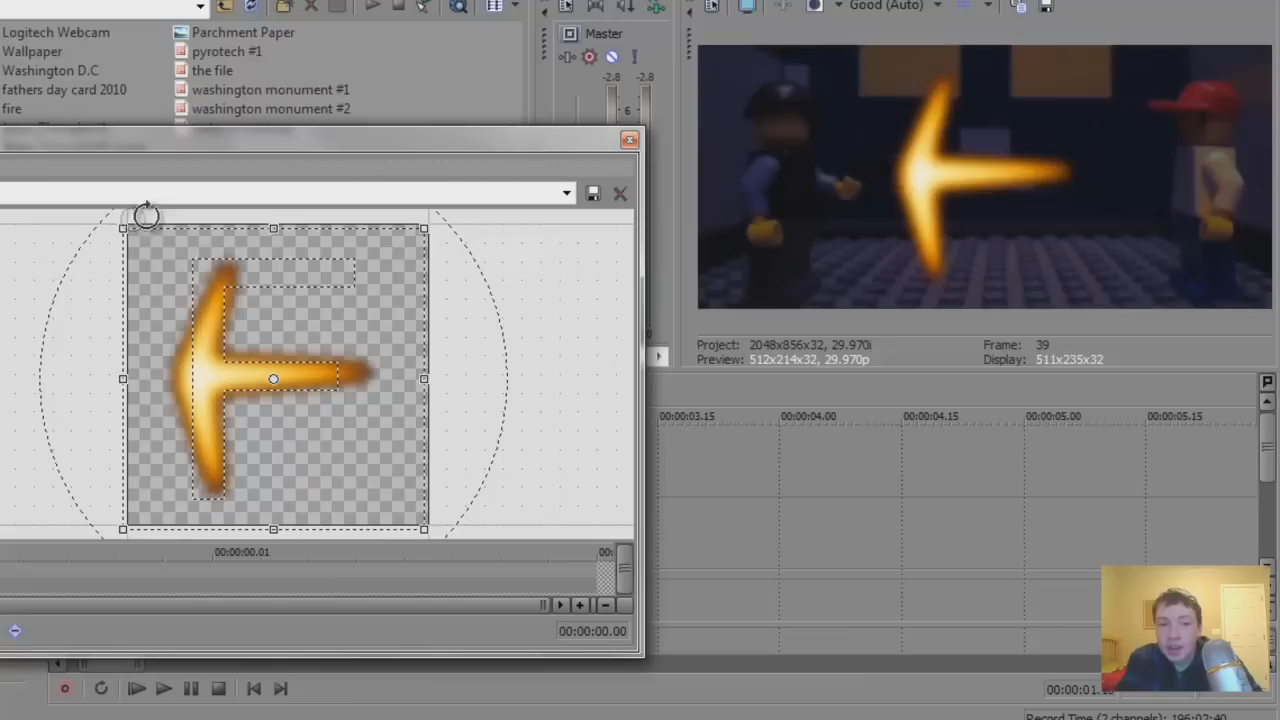 Good (Auto)
Logitech Webcam
Parchment Paper
Wallpaper
pyrotech #1
Washington D.C
the file
fathers day card 2010
washington monument #1
fire
washington monument #2
Master
-2.8 -2.8
6
Project: 2048x856x32, 29.970i
Frame: 39
Preview: 512x214x32, 29.970p
Display: 511x235x32
00:00:03.15
00:00:04.00
00:00:04.15
00:00:05.00
00:00:05.15
00:00:00.01
00:
00:00:00.00
Record Time (2 channels): 196:02:40